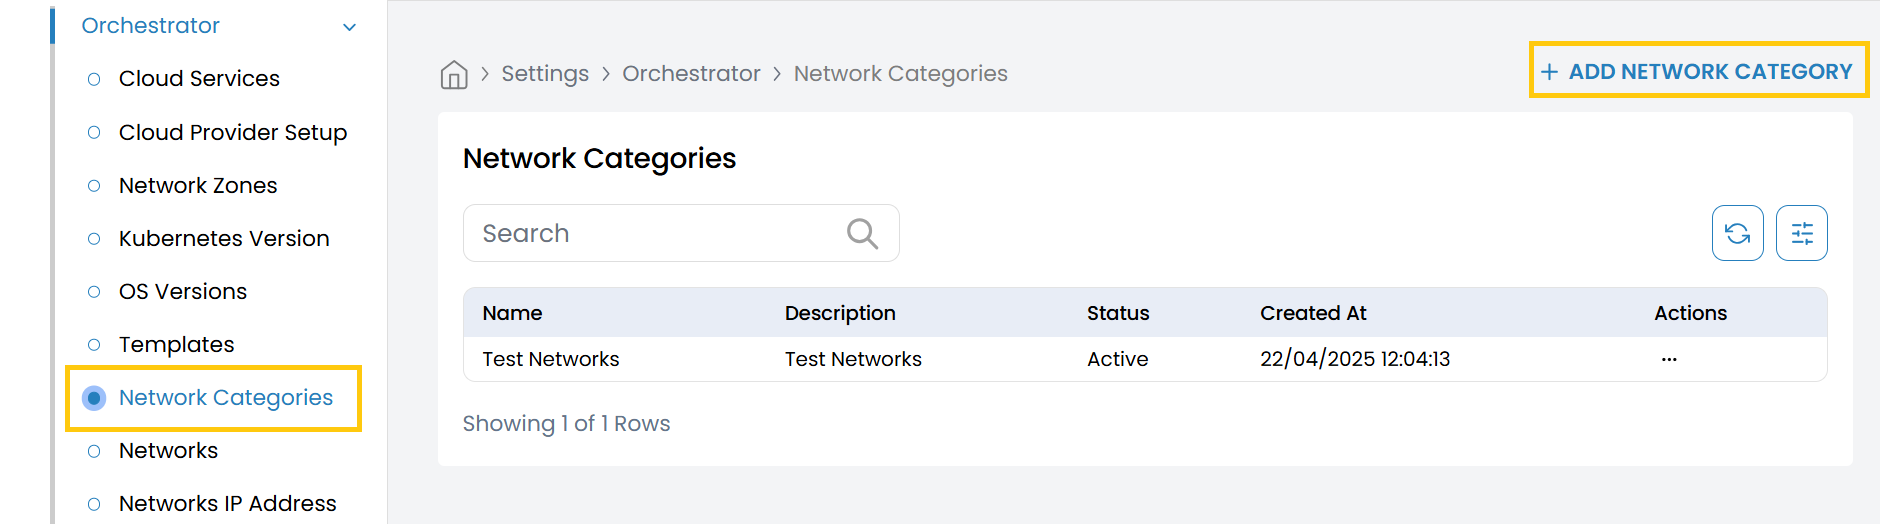 Orchestrator
Cloud Services
Cloud Provider Setup
Network Zones
Kubernetes Version
OS Versions
Templates
Network Categories
Networks
Networks IP Address
Settings > Orchestrator > Network Categories
+ ADD NETWORK CATEGORY
Network Categories
Search
Name Description Status Created At Actions
Test Networks Test Networks Active 22/04/2025 12:04:13 ...
Showing 1 of 1 Rows